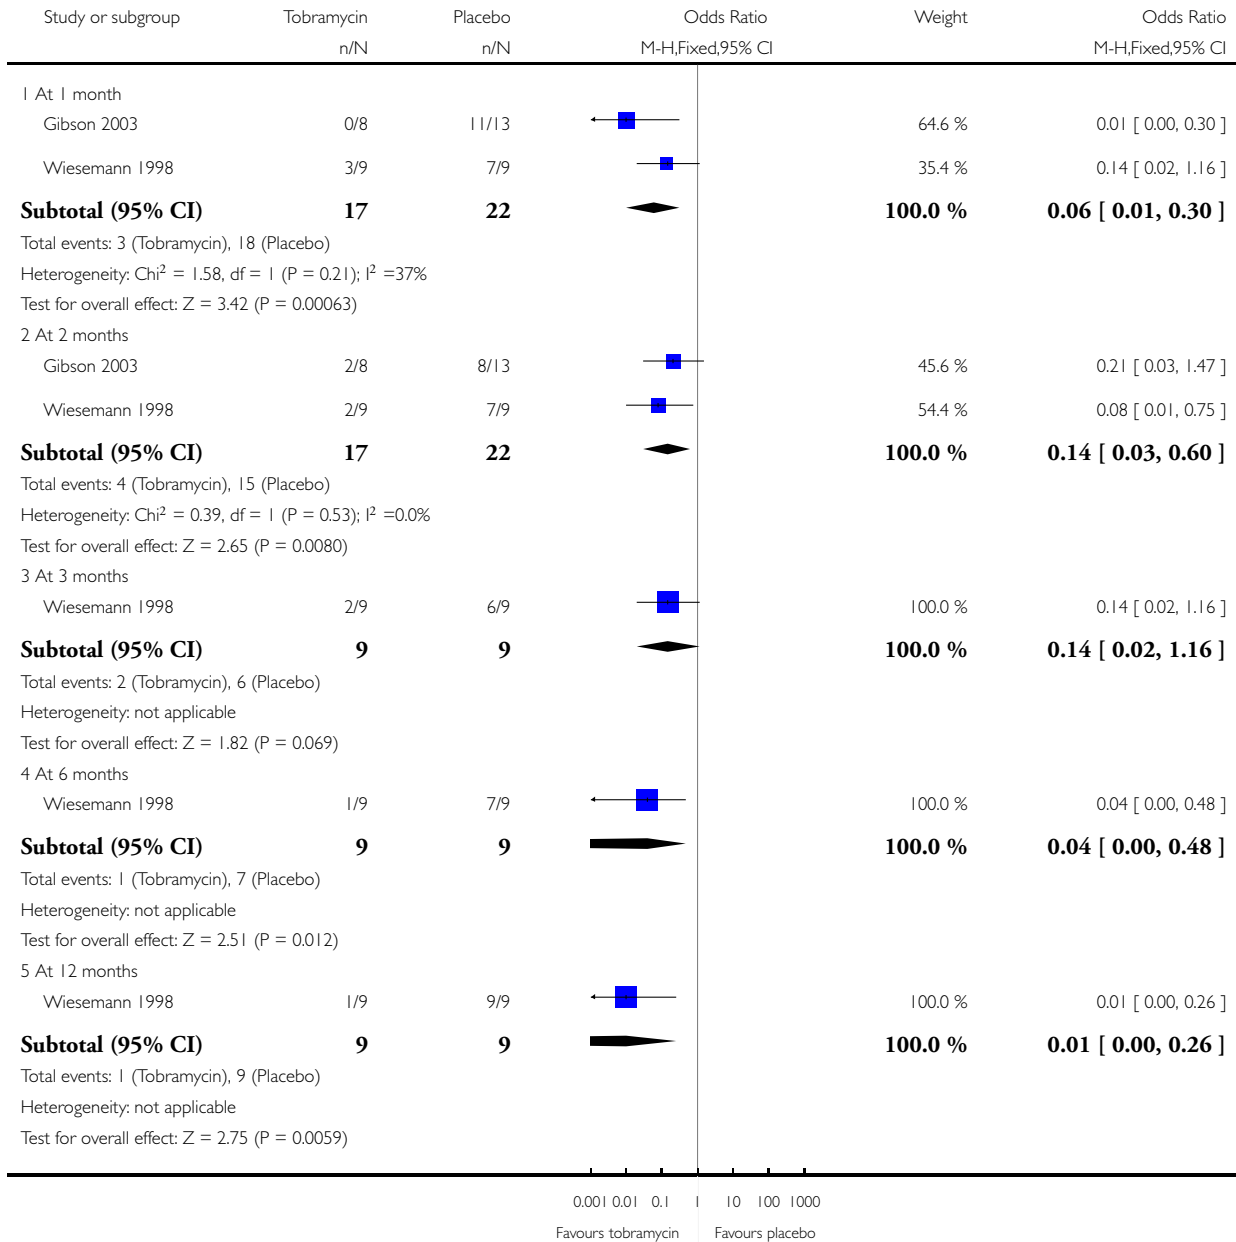 Study or subgroup Tobramycin Placebo Odds Ratio Weight Odds Ratio
n/N n/N M-H,Fixed,95% CI M-H,Fixed,95% CI
1 At 1 month
Gibson 2003 0/8 11/13 64.6 % 0.01 [ 0.00, 0.30 ]
Wiesemann 1998 3/9 7/9 35.4 % 0.14 [ 0.02, 1.16 ]
Subtotal (95% CI) 17 22 100.0 % 0.06 [ 0.01, 0.30 ]
Total events: 3 (Tobramycin), 18 (Placebo)
Heterogeneity: Chi² = 1.58, df = 1 (P = 0.21); I² =37%
Test for overall effect: Z = 3.42 (P = 0.00063)
2 At 2 months
Gibson 2003 2/8 8/13 45.6 % 0.21 [ 0.03, 1.47 ]
Wiesemann 1998 2/9 7/9 54.4 % 0.08 [ 0.01, 0.75 ]
Subtotal (95% CI) 17 22 100.0 % 0.14 [ 0.03, 0.60 ]
Total events: 4 (Tobramycin), 15 (Placebo)
Heterogeneity: Chi² = 0.39, df = 1 (P = 0.53); I² =0.0%
Test for overall effect: Z = 2.65 (P = 0.0080)
3 At 3 months
Wiesemann 1998 2/9 6/9 100.0 % 0.14 [ 0.02, 1.16 ]
Subtotal (95% CI) 9 9 100.0 % 0.14 [ 0.02, 1.16 ]
Total events: 2 (Tobramycin), 6 (Placebo)
Heterogeneity: not applicable
Test for overall effect: Z = 1.82 (P = 0.069)
4 At 6 months
Wiesemann 1998 1/9 7/9 100.0 % 0.04 [ 0.00, 0.48 ]
Subtotal (95% CI) 9 9 100.0 % 0.04 [ 0.00, 0.48 ]
Total events: 1 (Tobramycin), 7 (Placebo)
Heterogeneity: not applicable
Test for overall effect: Z = 2.51 (P = 0.012)
5 At 12 months
Wiesemann 1998 1/9 9/9 100.0 % 0.01 [ 0.00, 0.26 ]
Subtotal (95% CI) 9 9 100.0 % 0.01 [ 0.00, 0.26 ]
Total events: 1 (Tobramycin), 9 (Placebo)
Heterogeneity: not applicable
Test for overall effect: Z = 2.75 (P = 0.0059)
0.001 0.01 0.1 1 10 100 1000
Favours tobramycin Favours placebo